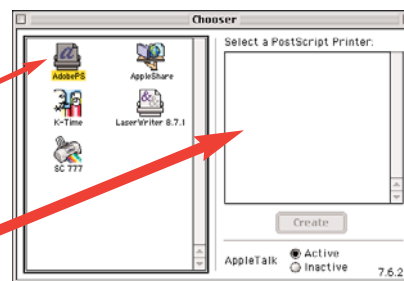 Chooser
Select a PostScript Printer:
AdobePS
AppleShare
K-Time
LaserWriter 8.7.1
SC 777
Create
AppleTalk
Active
Inactive
7.6.2